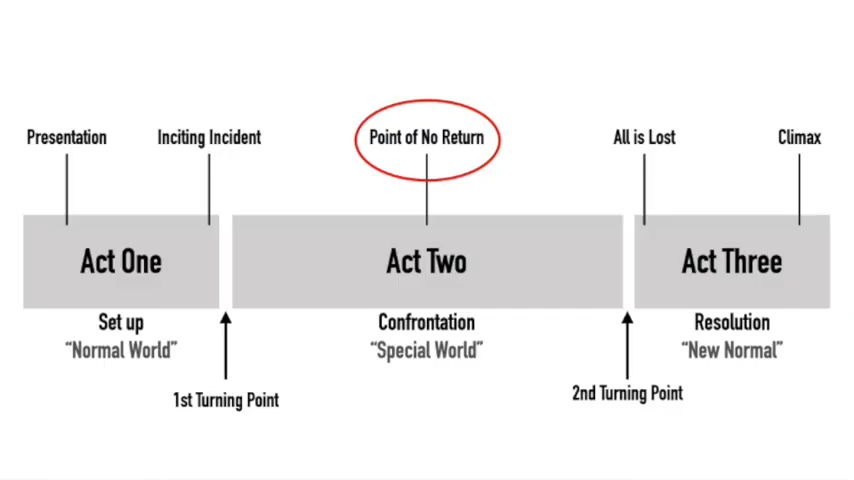 Presentation
Inciting Incident
Point of No Return
All is Lost
Climax
Act One
Act Two
Act Three
Set up
"Normal World"
Confrontation
"Special World"
Resolution
"New Normal"
1st Turning Point
2nd Turning Point